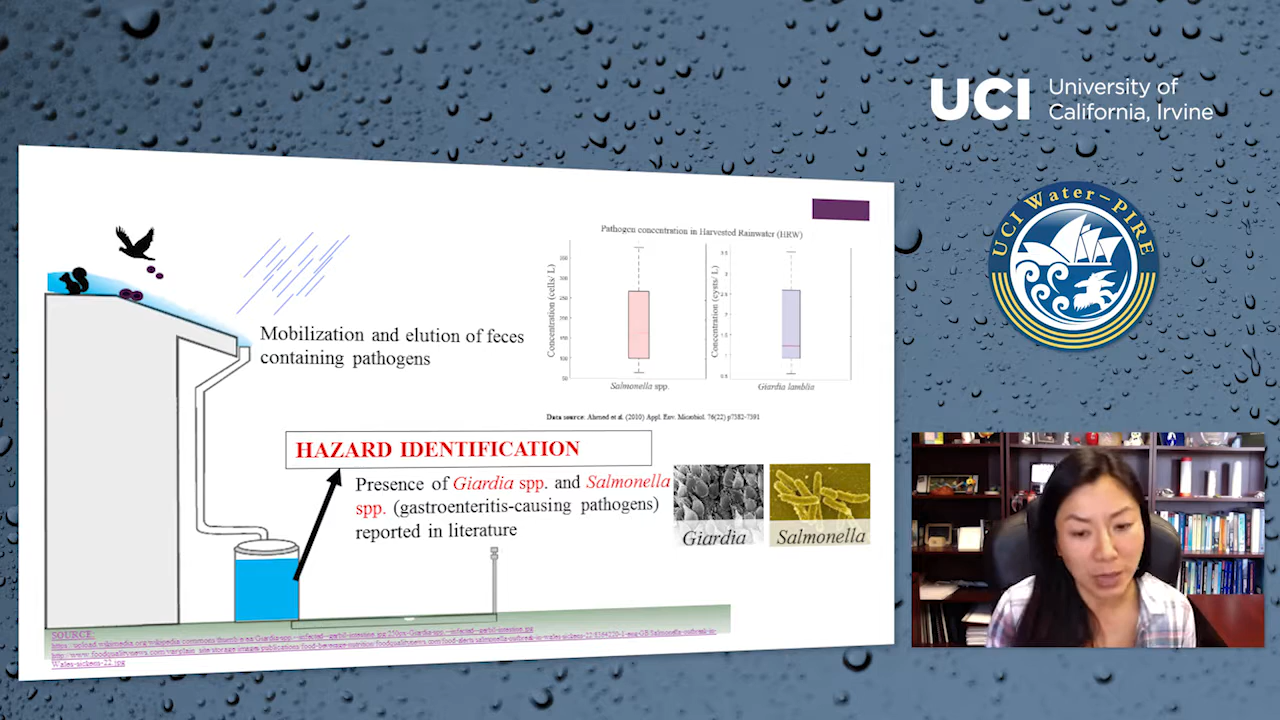 UCI
University of
California, Irvine
UCI Water-PIRE
Pathogen concentration in Harvested Rainwater (HRW)
Concentration (cells/ L)
Concentration (cysts/ L)
Salmonella spp.
Giardia lamblia
Data source: Ahmed et al. (2010) Appl. Env. Microbiol. 76(22) p7382-7391
Mobilization and elution of feces
containing pathogens
HAZARD IDENTIFICATION
Presence of Giardia spp. and Salmonella
spp. (gastroenteritis-causing pathogens)
reported in literature
Giardia
Salmonella
SOURCE: